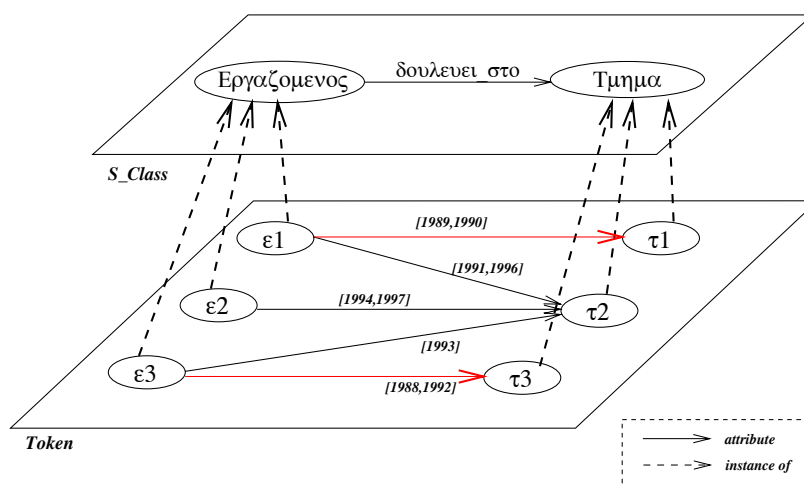 Εργαζομενος
δουλευει_στο
Τμημα
S_Class
ε1
[1989,1990]
τ1
[1991,1996]
ε2
[1994,1997]
τ2
[1993]
ε3
[1988,1992]
τ3
Token
attribute
instance of